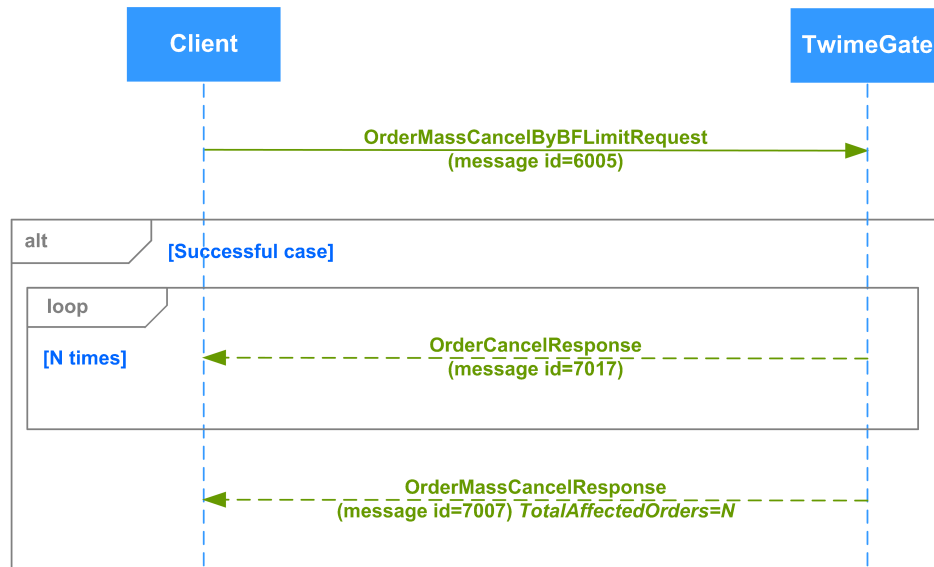 Client
TwimeGate
OrderMassCancelByBFLimitRequest
(message id=6005)
alt
[Successful case]
loop
[N times]
OrderCancelResponse
(message id=7017)
OrderMassCancelResponse
(message id=7007) TotalAffectedOrders=N